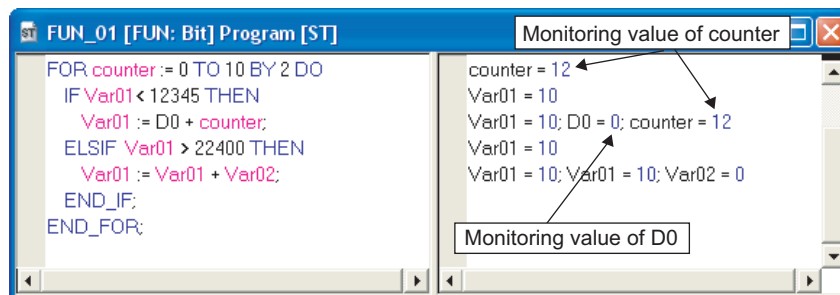 FUN_01 [FUN: Bit] Program [ST]
Monitoring value of counter
FOR counter := 0 TO 10 BY 2 DO
IF Var01 < 12345 THEN
Var01 := D0 + counter;
ELSIF Var01 > 22400 THEN
Var01 := Var01 + Var02;
END_IF;
END_FOR;
counter = 12
Var01 = 10
Var01 = 10; D0 = 0; counter = 12
Var01 = 10
Var01 = 10; Var01 = 10; Var02 = 0
Monitoring value of D0